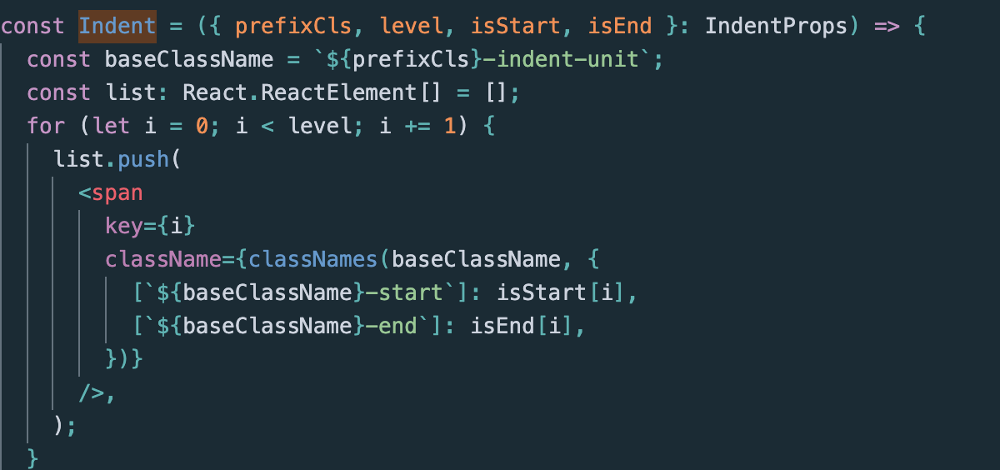 const Indent = ({ prefixCls, level, isStart, isEnd }: IndentProps) => {
  const baseClassName = `${prefixCls}-indent-unit`;
  const list: React.ReactElement[] = [];
  for (let i = 0; i < level; i += 1) {
    list.push(
      <span
        key={i}
        className={classNames(baseClassName, {
          [`${baseClassName}-start`]: isStart[i],
          [`${baseClassName}-end`]: isEnd[i],
        })}
      />,
    );
  }